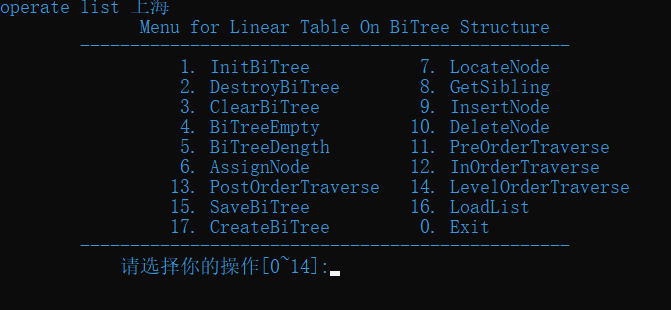 operate list 上海
Menu for Linear Table On BiTree Structure
-------------------------------------------------
1. InitBiTree 7. LocateNode
2. DestroyBiTree 8. GetSibling
3. ClearBiTree 9. InsertNode
4. BiTreeEmpty 10. DeleteNode
5. BiTreeDength 11. PreOrderTraverse
6. AssignNode 12. InOrderTraverse
13. PostOrderTraverse 14. LevelOrderTraverse
15. SaveBiTree 16. LoadList
17. CreateBiTree 0. Exit
-------------------------------------------------
请选择你的操作[0~14]: